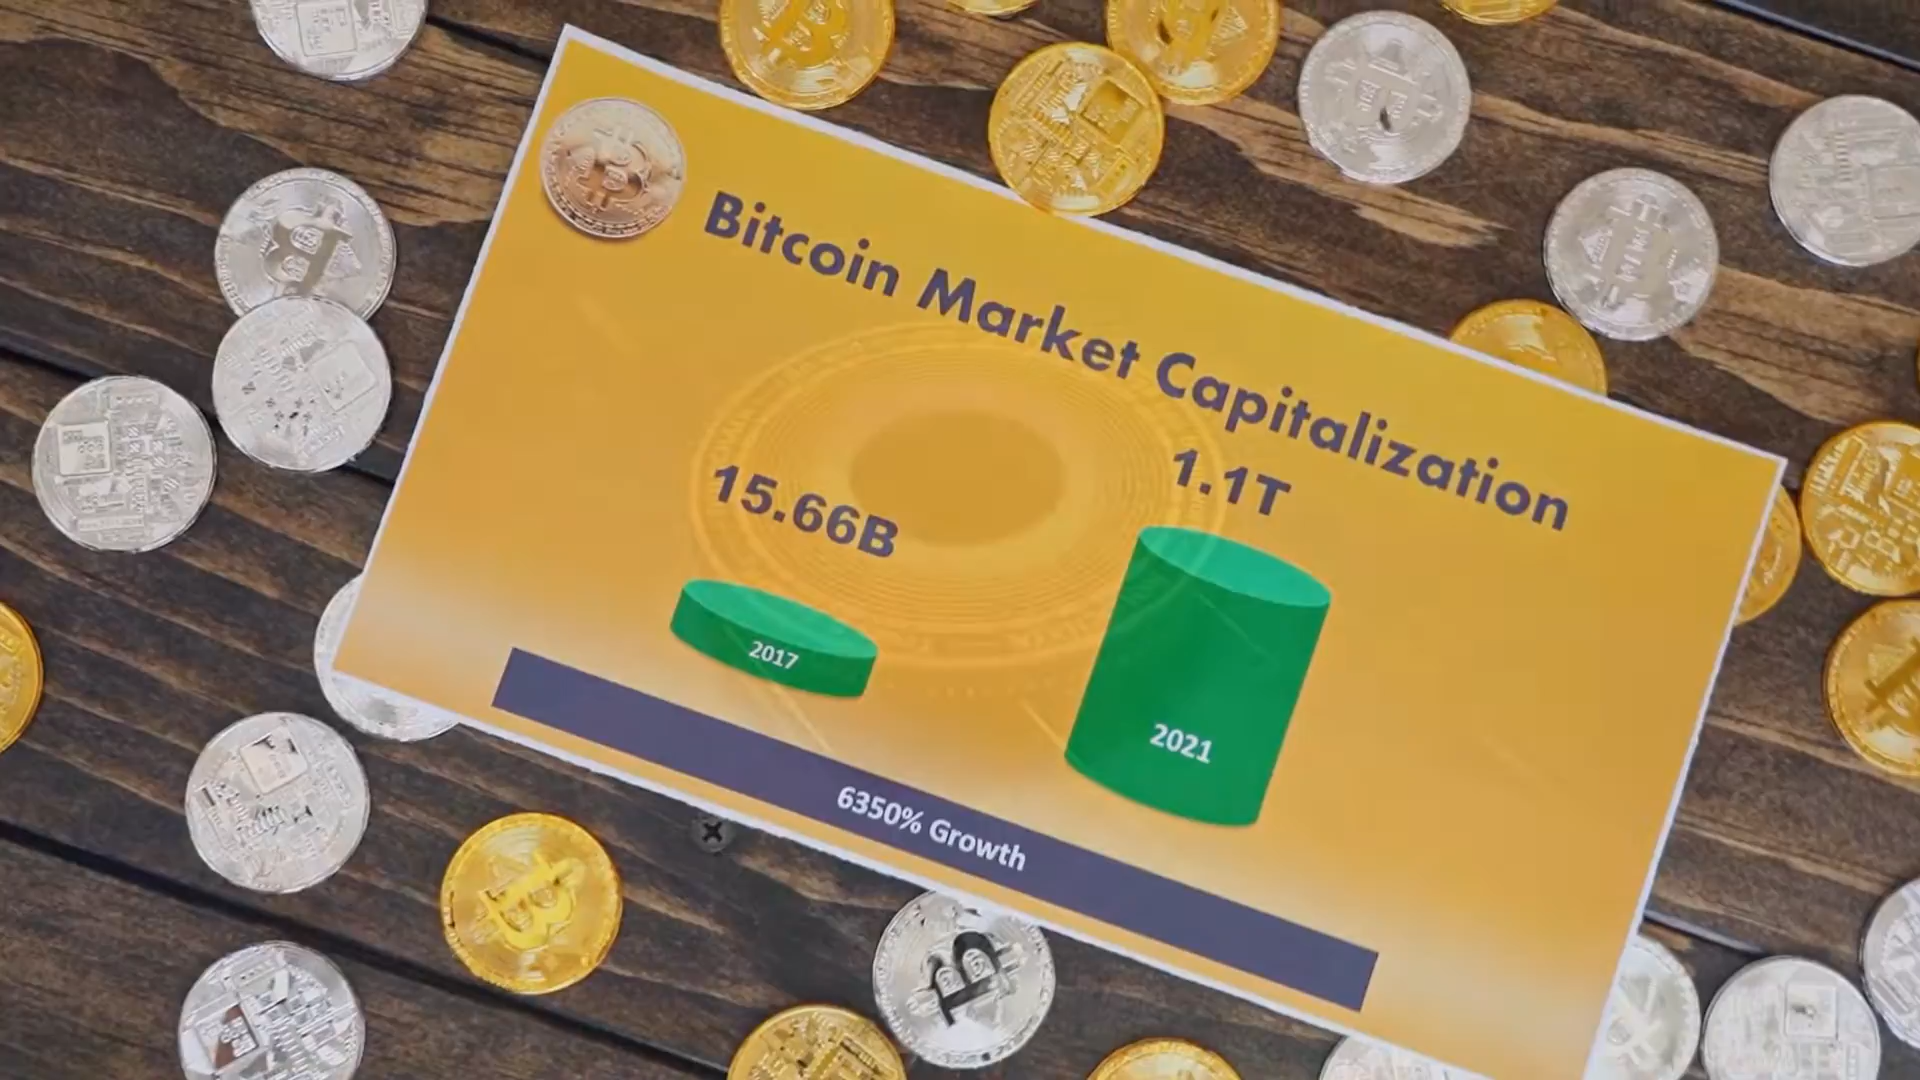 Bitcoin Market Capitalization
15.66B
1.1T
2017
2021
6350% Growth